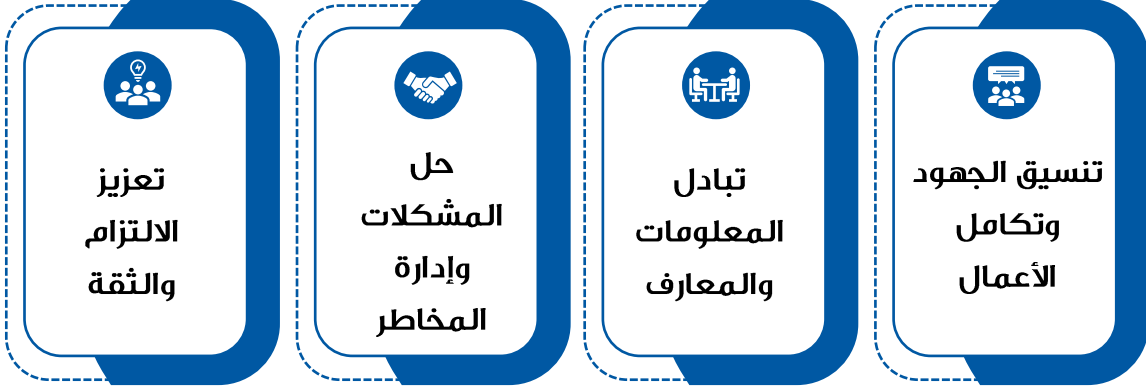 تنسيق الجهود
وتكامل
الأعمال
تبادل
المعلومات
والمعارف
حل
المشكلات
وإدارة
المخاطر
تعزيز
الالتزام
والثقة